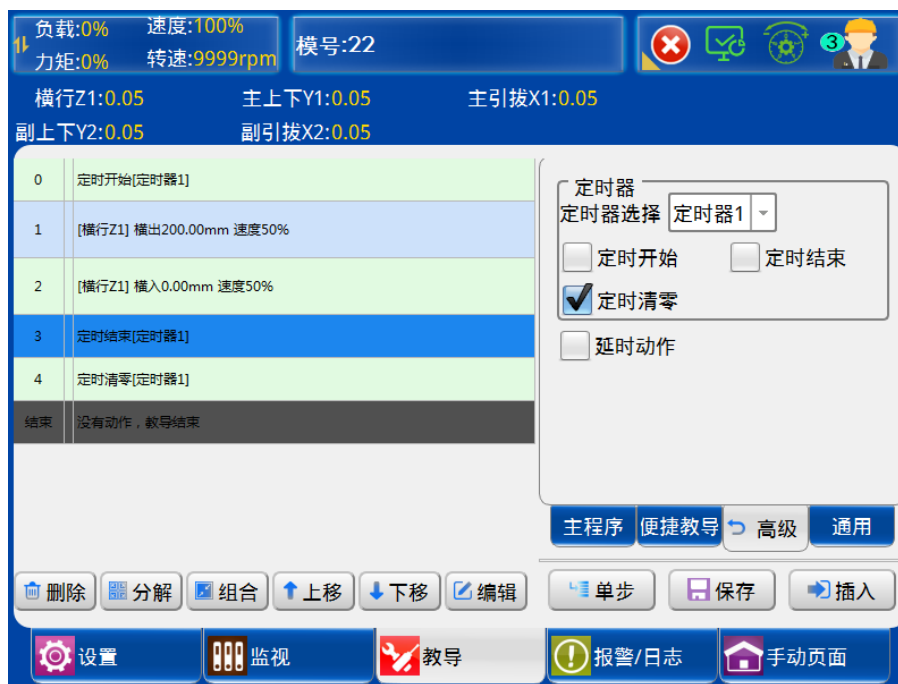 负载:0% 速度:100%
力矩:0% 转速:9999rpm
模号:22
3
横行Z1:0.05 主上下Y1:0.05 主引拔X1:0.05
副上下Y2:0.05 副引拔X2:0.05
0 定时开始[定时器1]
1 [横行Z1] 横出200.00mm 速度50%
2 [横行Z1] 横入0.00mm 速度50%
3 定时结束[定时器1]
4 定时清零[定时器1]
结束 没有动作，教导结束
定时器
定时器选择 定时器1
定时开始 定时结束
定时清零
延时动作
主程序 便捷教导 高级 通用
删除 分解 组合 上移 下移 编辑 单步 保存 插入
设置 监视 教导 报警/日志 手动页面